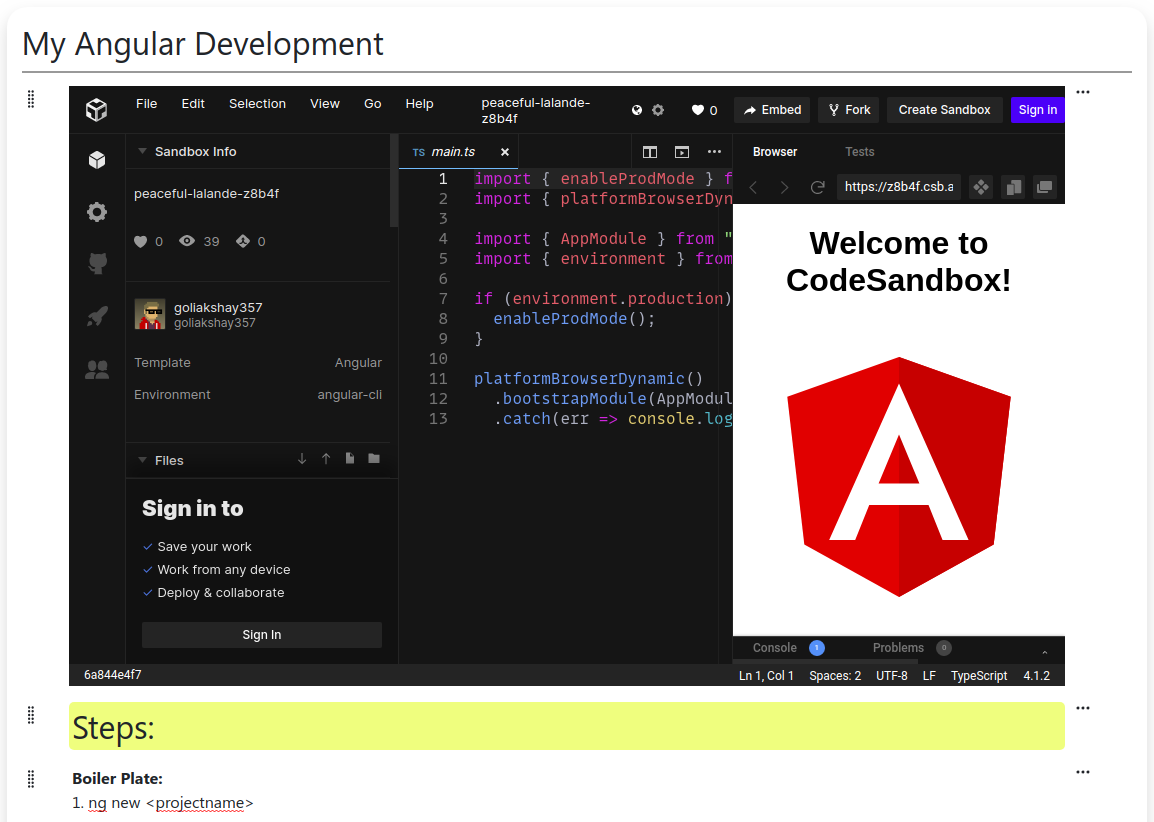 My Angular Development
File Edit Selection View Go Help
peaceful-lalande-
z8b4f
0 Embed Fork Create Sandbox Sign in
Sandbox Info
peaceful-lalande-z8b4f
0 39 0
goliakshay357
goliakshay357
Template Angular
Environment angular-cli
Files
Sign in to
Save your work
Work from any device
Deploy & collaborate
Sign In
TS main.ts
1 import { enableProdMode } f
2 import { platformBrowserDyn
3
4 import { AppModule } from "
5 import { environment } from
6
7 if (environment.production)
8 enableProdMode();
9 }
10
11 platformBrowserDynamic()
12 .bootstrapModule(AppModul
13 .catch(err => console.log
Browser Tests
https://z8b4f.csb.a
Welcome to
CodeSandbox!
A
Console 1 Problems 0
6a844e4f7 Ln 1, Col 1 Spaces: 2 UTF-8 LF TypeScript 4.1.2
Steps:
Boiler Plate:
1. ng new <projectname>